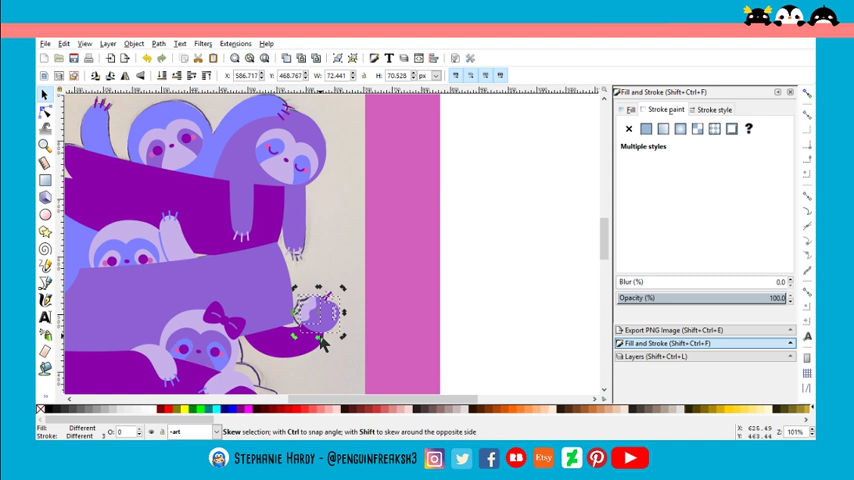 File Edit View Layer Object Path Text Filters Extensions Help
X: 586.717 Y: 468.767 W: 72.441 H: 70.528 px
Fill and Stroke (Shift+Ctrl+F)
Fill Stroke paint Stroke style
Multiple styles
Blur (%) 0.0
Opacity (%) 100.0
Export PNG Image (Shift+Ctrl+E)
Fill and Stroke (Shift+Ctrl+F)
Layers (Shift+Ctrl+L)
Fill: Different
Stroke: Different 3 O: 0 -art Skew selection; with Ctrl to snap angle; with Shift to skew around the opposite side X: 625.49 Y: 463.44 Z: 101%
Stephanie Hardy - @penguinfreaksh3 Etsy YouTube